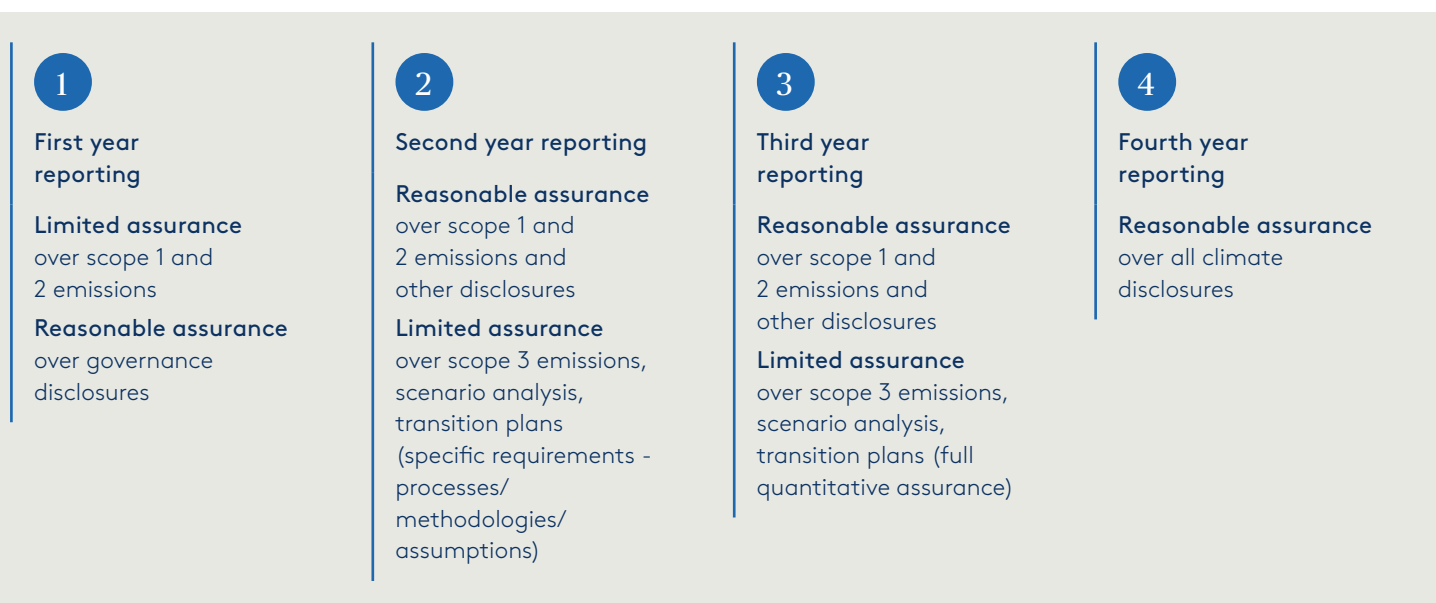 1
First year
reporting
Limited assurance
over scope 1 and
2 emissions
Reasonable assurance
over governance
disclosures
2
Second year reporting
Reasonable assurance
over scope 1 and
2 emissions and
other disclosures
Limited assurance
over scope 3 emissions,
scenario analysis,
transition plans
(specific requirements -
processes/
methodologies/
assumptions)
3
Third year
reporting
Reasonable assurance
over scope 1 and
2 emissions and
other disclosures
Limited assurance
over scope 3 emissions,
scenario analysis,
transition plans (full
quantitative assurance)
4
Fourth year
reporting
Reasonable assurance
over all climate
disclosures